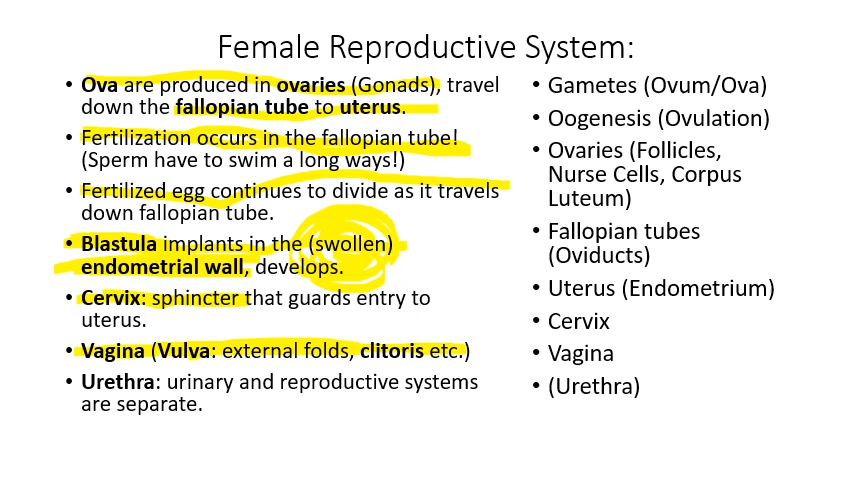 Female Reproductive System:
• Ova are produced in ovaries (Gonads), travel
down the fallopian tube to uterus.
• Fertilization occurs in the fallopian tube!
(Sperm have to swim a long ways!)
• Fertilized egg continues to divide as it travels
down fallopian tube.
• Blastula implants in the (swollen)
endometrial wall, develops.
• Cervix: sphincter that guards entry to
uterus.
• Vagina (Vulva: external folds, clitoris etc.)
• Urethra: urinary and reproductive systems
are separate.
• Gametes (Ovum/Ova)
• Oogenesis (Ovulation)
• Ovaries (Follicles,
Nurse Cells, Corpus
Luteum)
• Fallopian tubes
(Oviducts)
• Uterus (Endometrium)
• Cervix
• Vagina
• (Urethra)